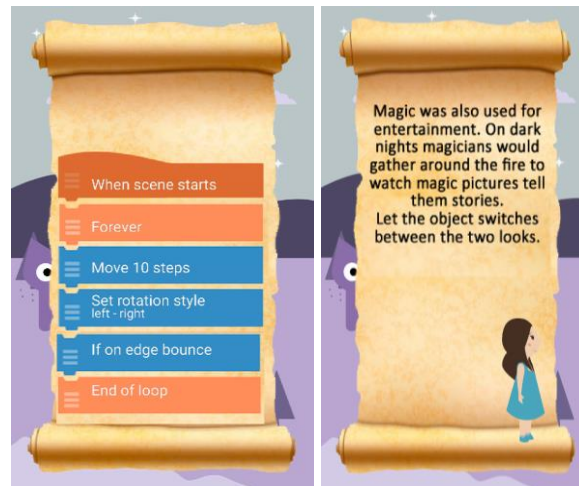 When scene starts
Forever
Move 10 steps
Set rotation style
left - right
If on edge bounce
End of loop
Magic was also used for
entertainment. On dark
nights magicians would
gather around the fire to
watch magic pictures tell
them stories.
Let the object switches
between the two looks.